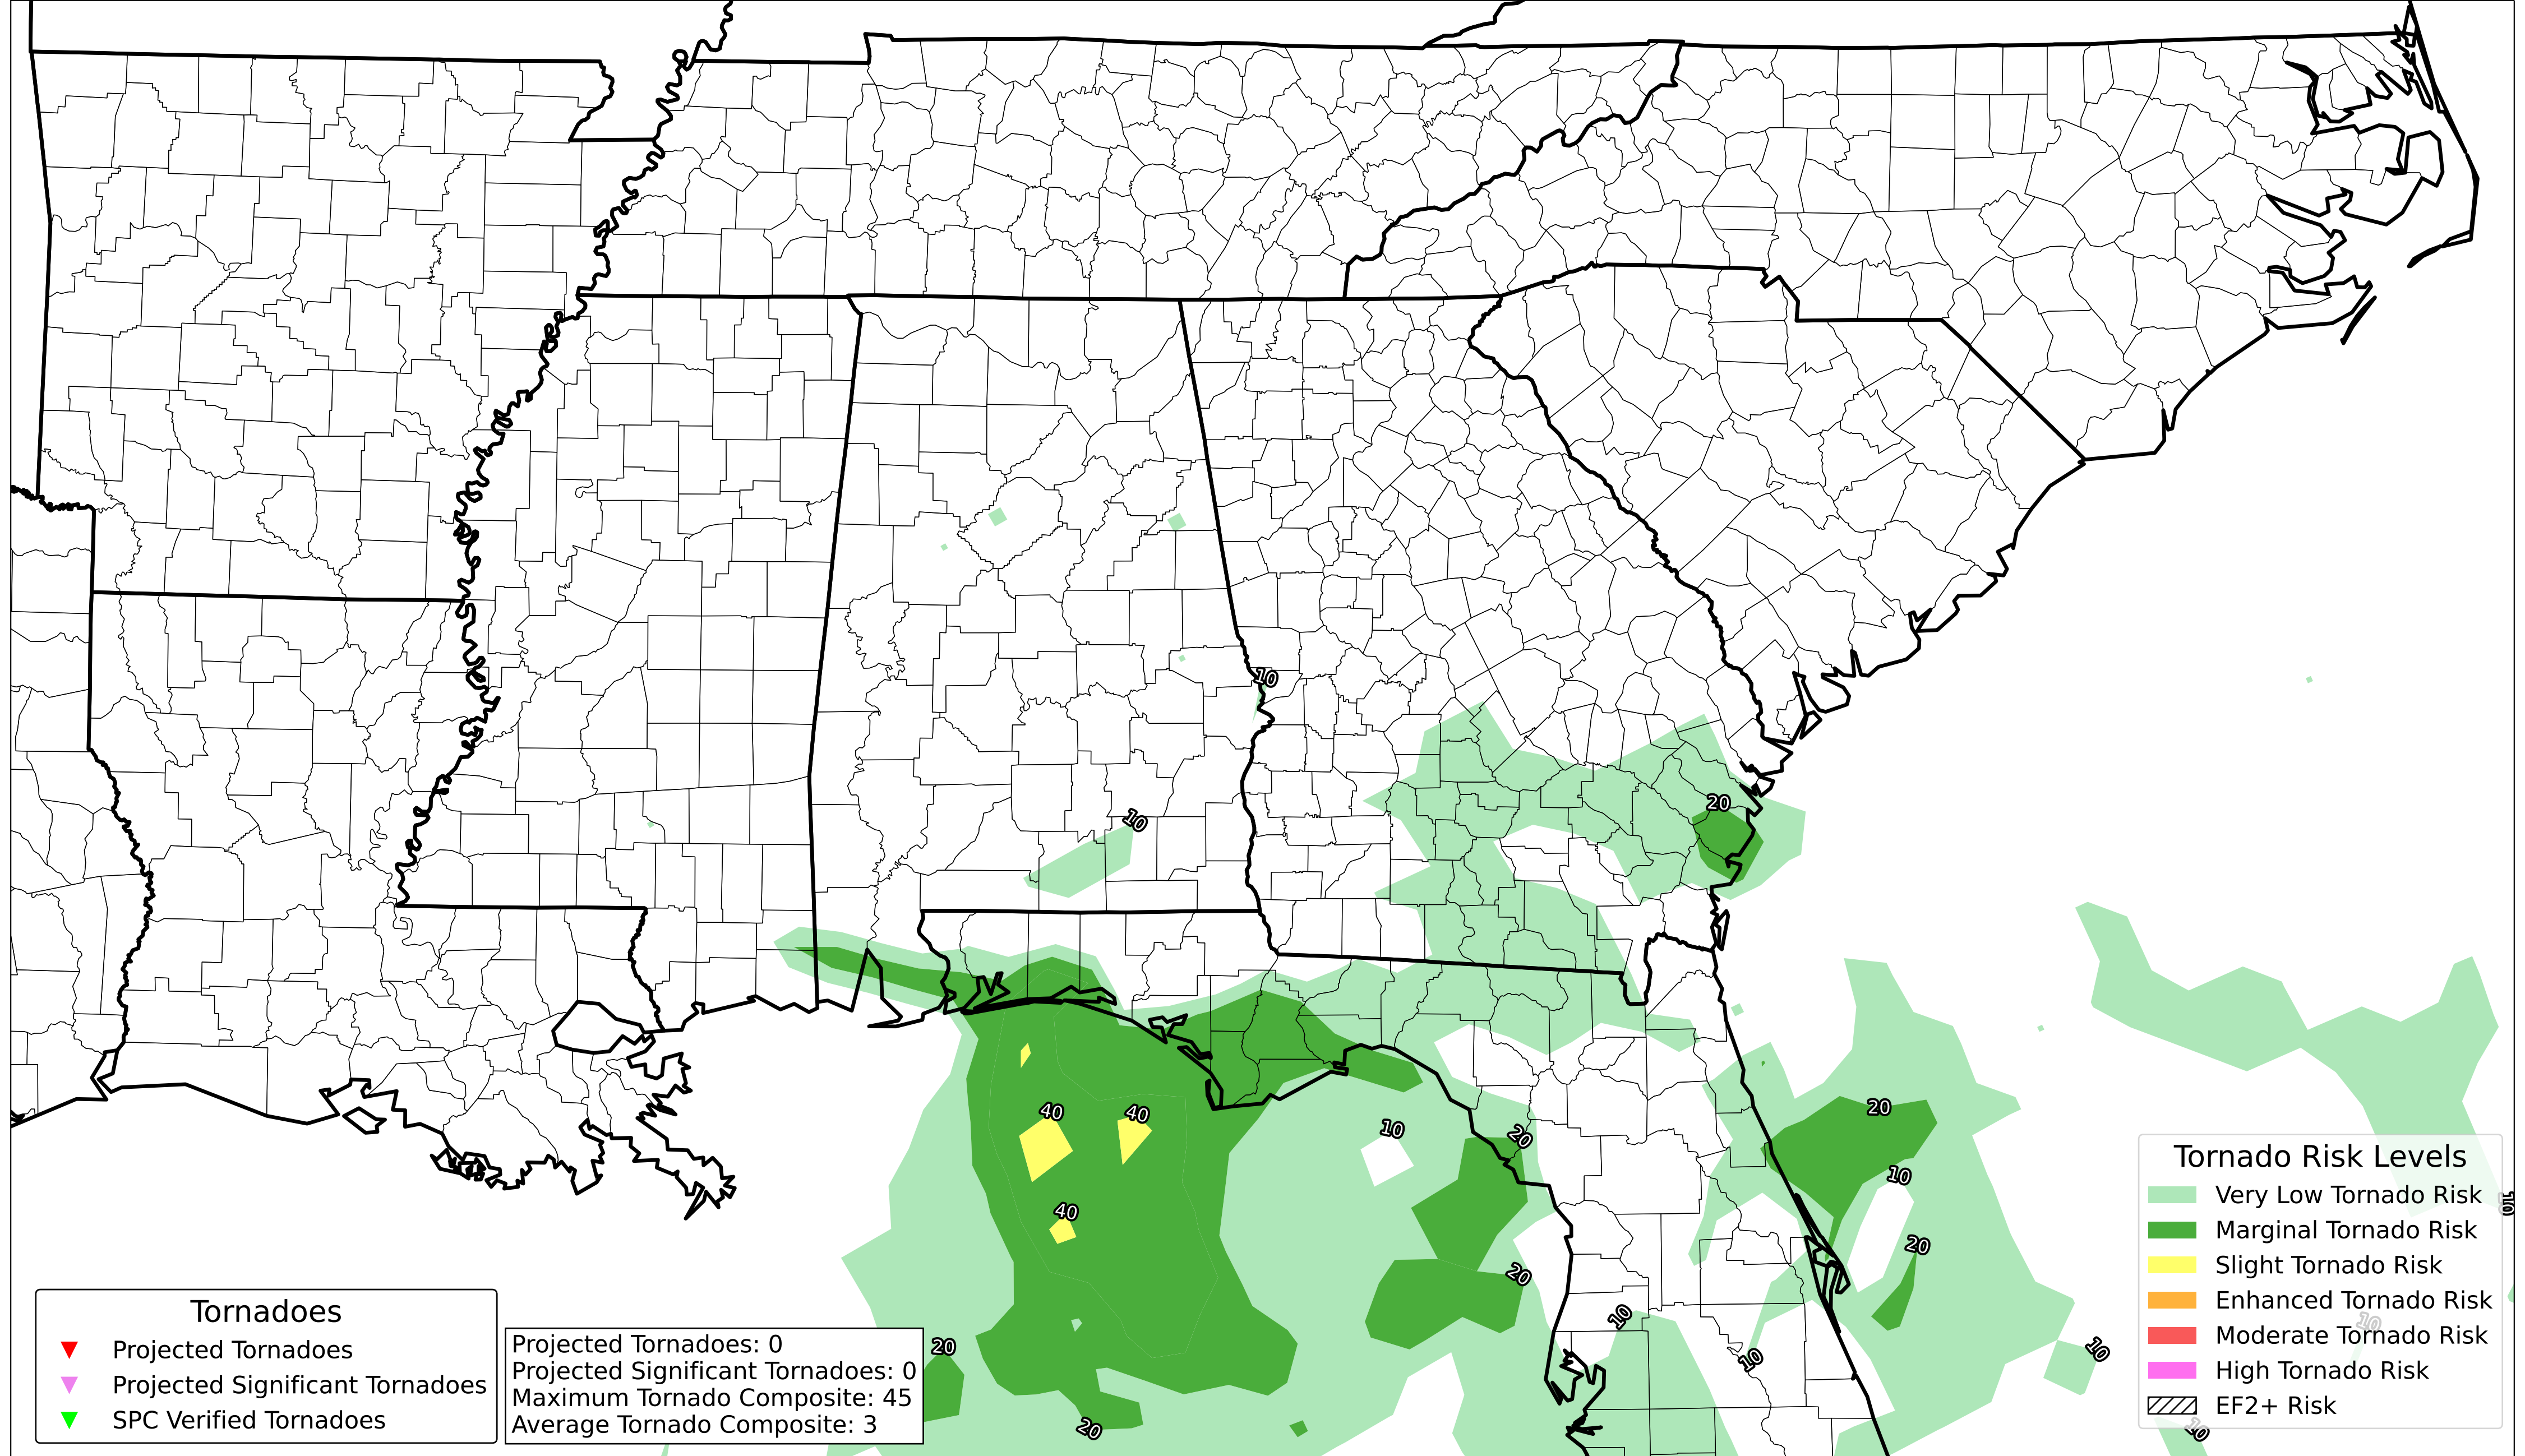 10
20
10
40
40
20
10
20
10
40
20
20
10
10
10
10
20
20
10
10
Tornado Risk Levels
Very Low Tornado Risk
Marginal Tornado Risk
Slight Tornado Risk
Enhanced Tornado Risk
Moderate Tornado Risk
High Tornado Risk
EF2+ Risk
Tornadoes
Projected Tornadoes
Projected Significant Tornadoes
SPC Verified Tornadoes
Projected Tornadoes: 0
Projected Significant Tornadoes: 0
Maximum Tornado Composite: 45
Average Tornado Composite: 3